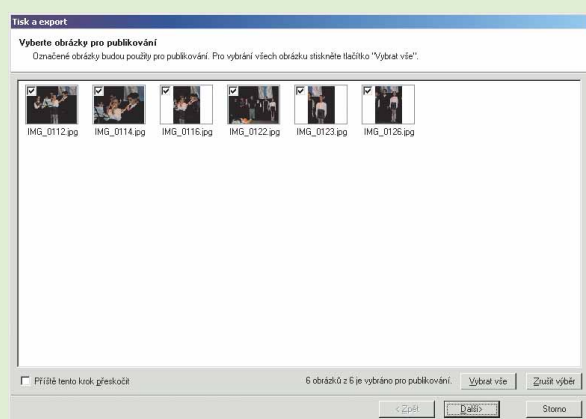 Tisk a export
Vyberte obrázky pro publikování
Označené obrázky budou použity pro publikování. Pro vybrání všech obrázku stiskněte tlačítko "Vybrat vše".
IMG_0112.jpg IMG_0114.jpg IMG_0116.jpg IMG_0122.jpg IMG_0123.jpg IMG_0126.jpg
Příště tento krok přeskočit 6 obrázků z 6 je vybráno pro publikování. Vybrat vše Zrušit výběr
< Zpět Další> Storno